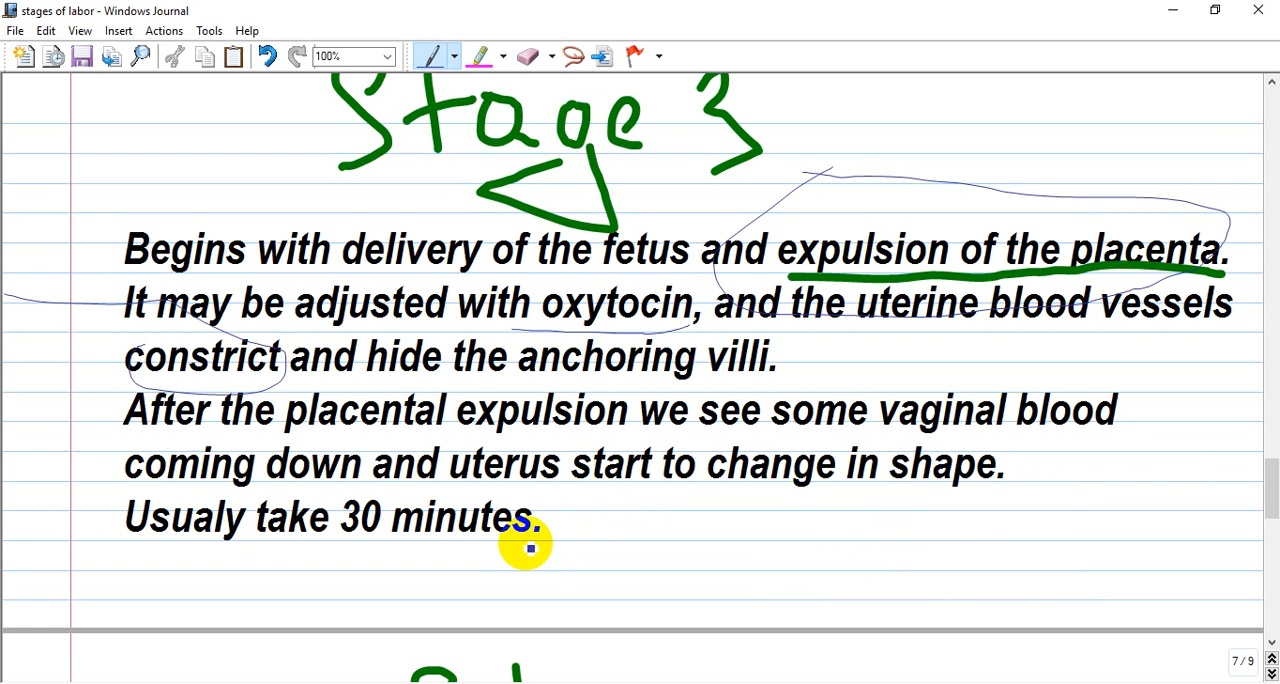 stages of labor - Windows Journal
File Edit View Insert Actions Tools Help
100%
Stage 3
Begins with delivery of the fetus and expulsion of the placenta.
It may be adjusted with oxytocin, and the uterine blood vessels
constrict and hide the anchoring villi.
After the placental expulsion we see some vaginal blood
coming down and uterus start to change in shape.
Usualy take 30 minutes.
7 / 9